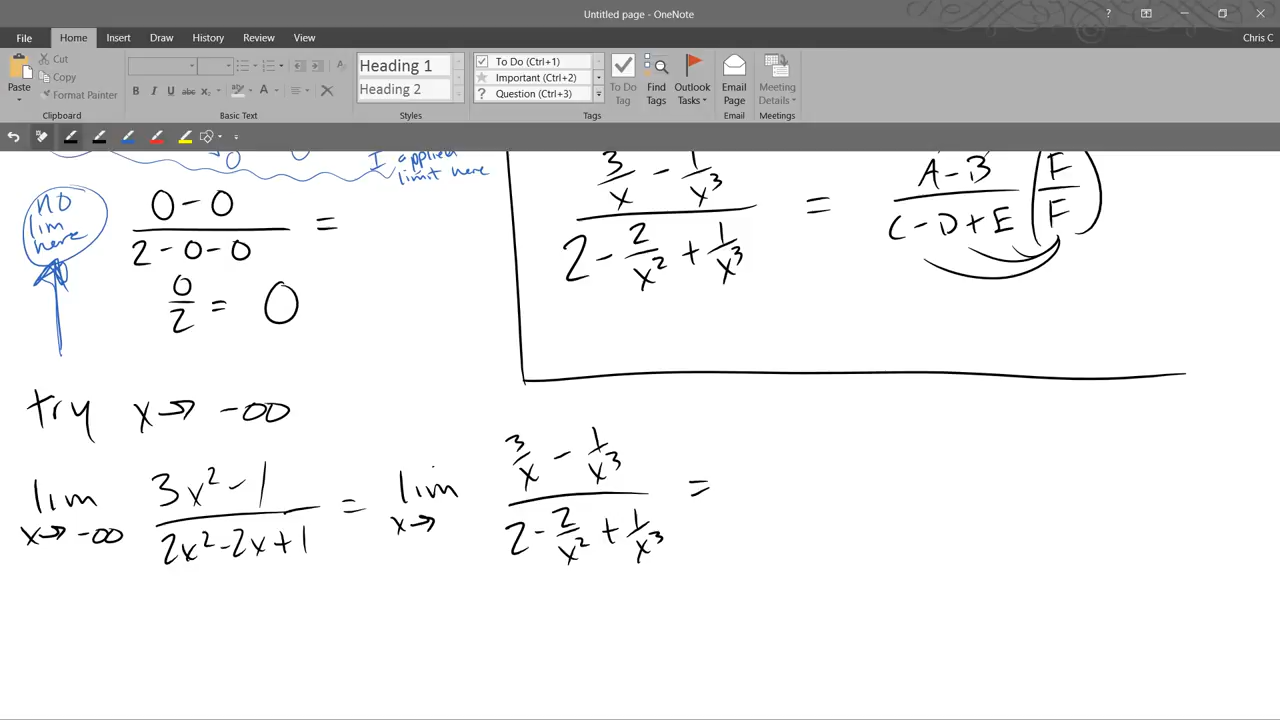 Untitled page - OneNote
File Home Insert Draw History Review View Chris C
Paste Cut Copy Format Painter Clipboard
B I U abc x₂ A Basic Text
Heading 1
Heading 2
Styles
To Do (Ctrl+1)
Important (Ctrl+2)
Question (Ctrl+3)
To Do Tag
Find Tags
Outlook Tasks
Tags
Email Page
Email
Meeting Details
Meetings
I applied
limit here
no
lim
here
(0 - 0)/(2 - 0 - 0) =
0/2 = 0
(3/x - 1/x³)/(2 - 2/x² + 1/x³) = (A - B)/(C - D + E) (F/F)
try x → -∞
lim x→ -∞ (3x² - 1)/(2x² - 2x + 1) = lim x→ (3/x - 1/x³)/(2 - 2/x² + 1/x³) =